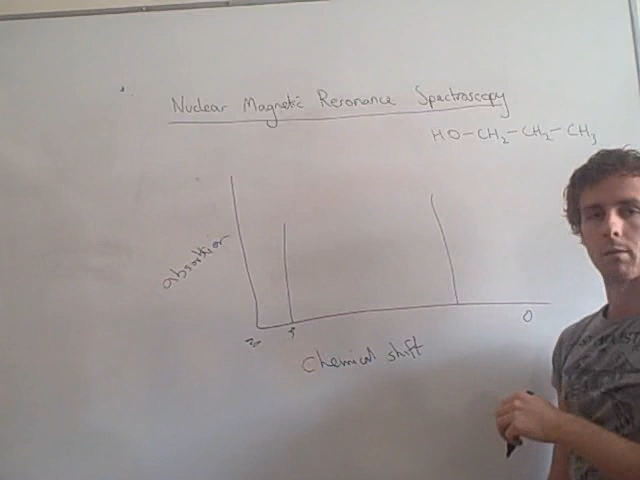 Nuclear Magnetic Resonance Spectroscopy
HO-CH₂-CH₂-CH₃
absorption
0
Chemical shift